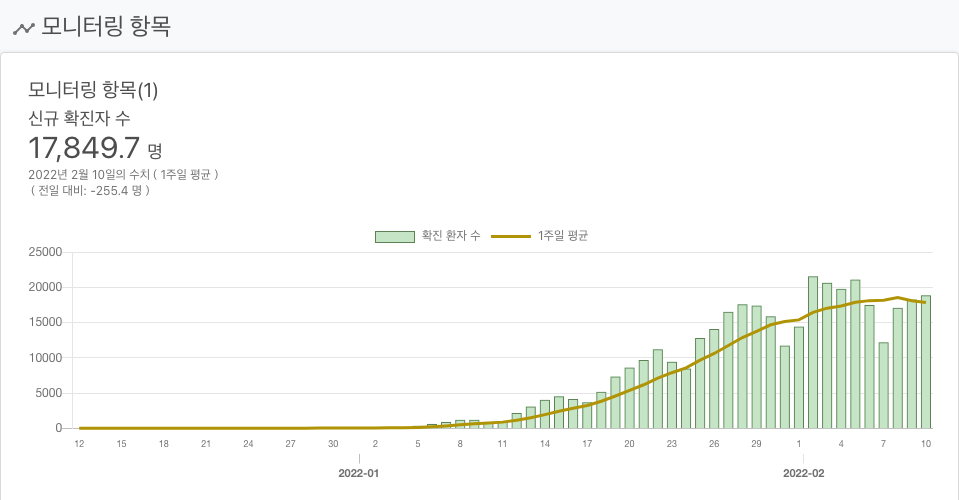 모니터링 항목
모니터링 항목(1)
신규 확진자 수
17,849.7 명
2022년 2월 10일의 수치 ( 1주일 평균 )
( 전일 대비: -255.4 명 )
확진 환자 수 1주일 평균
25000
20000
15000
10000
5000
0
12 15 18 21 24 27 30 2 5 8 11 14 17 20 23 26 29 1 4 7 10
2022-01 2022-02